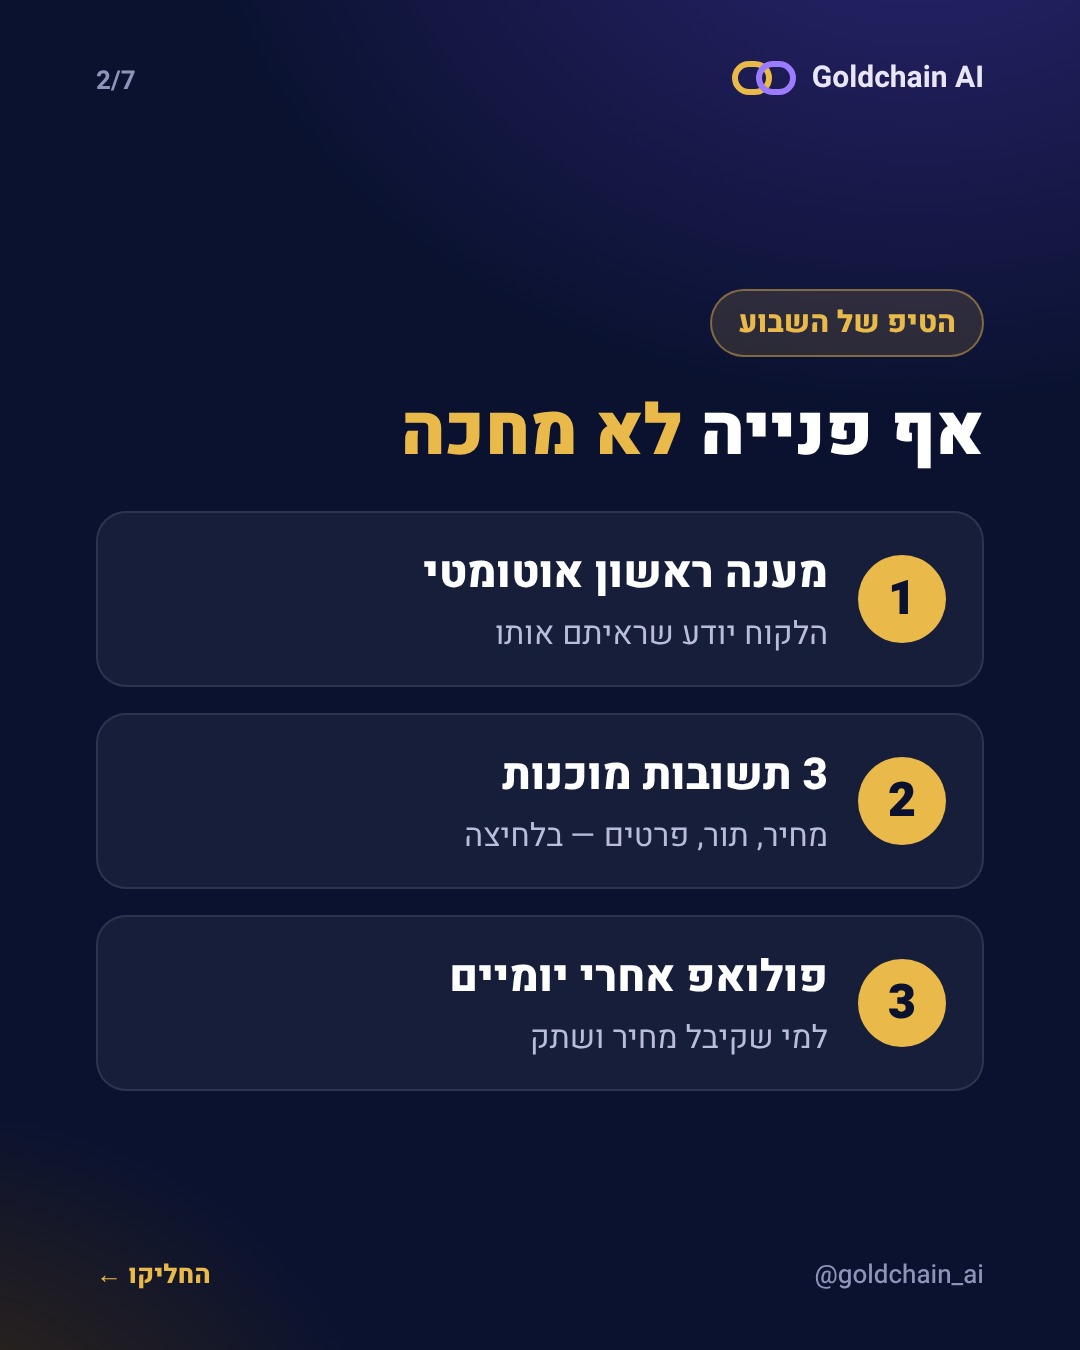 Goldchain AI
2/7
הטיפ של השבוע
אף פנייה לא מחכה
1
מענה ראשון אוטומטי
הלקוח יודע שראיתם אותו
2
3 תשובות מוכנות
מחיר, תור, פרטים — בלחיצה
3
פולואפ אחרי יומיים
למי שקיבל מחיר ושתק
@goldchain_ai
החליקו ←